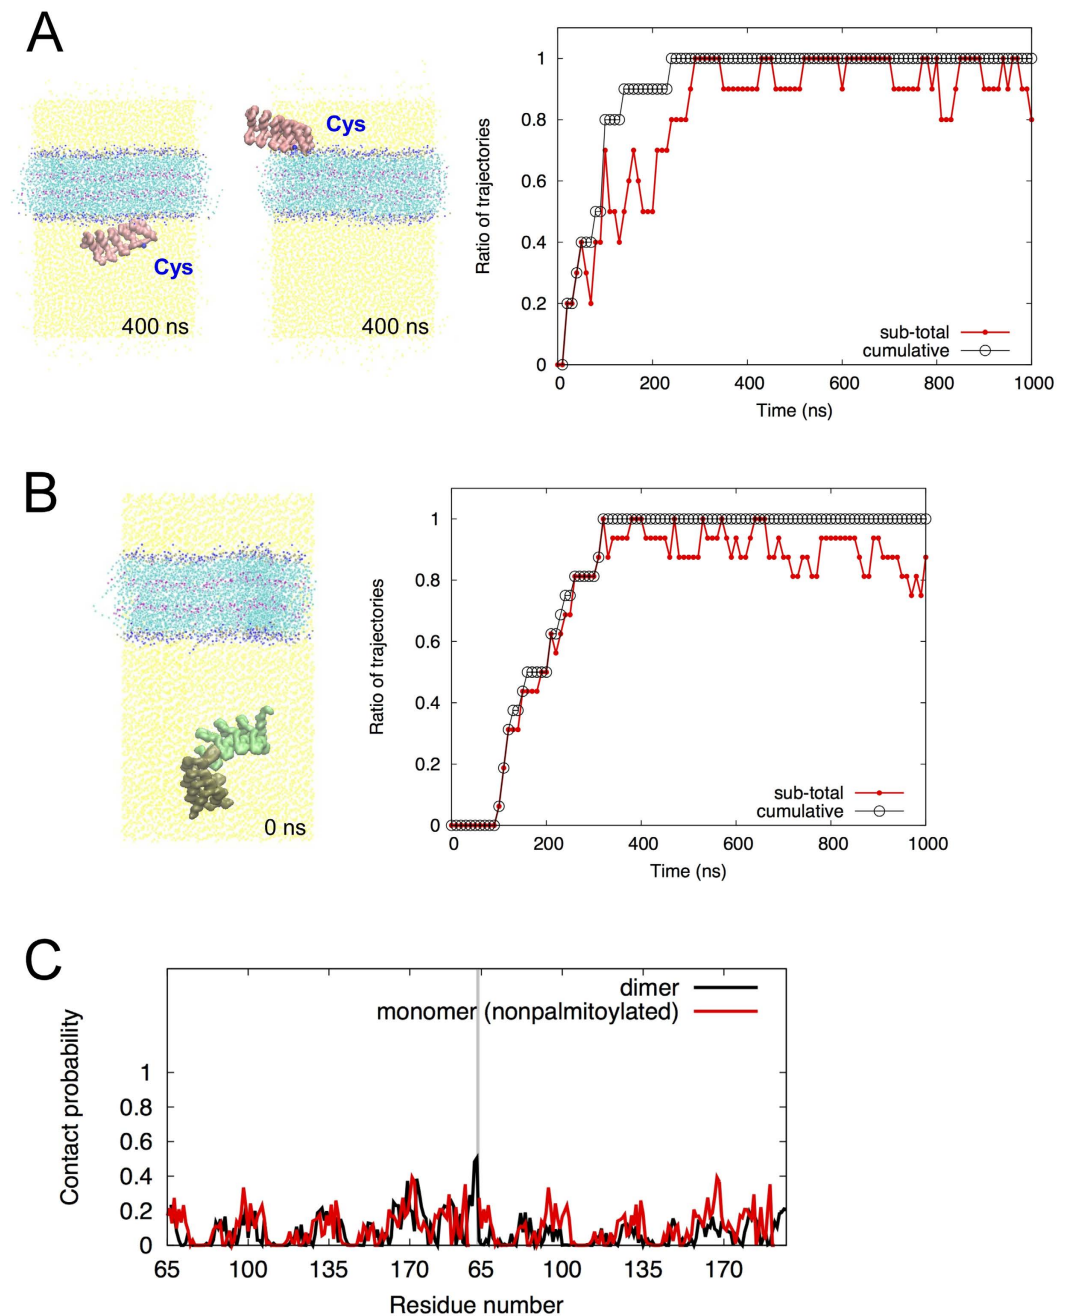 A
Cys
Cys
400 ns
400 ns
Ratio of trajectories
1
0.8
0.6
0.4
0.2
0
sub-total
cumulative
0 200 400 600 800 1000
Time (ns)
B
0 ns
Ratio of trajectories
1
0.8
0.6
0.4
0.2
0
sub-total
cumulative
0 200 400 600 800 1000
Time (ns)
C
Contact probability
dimer
monomer (nonpalmitoylated)
1
0.8
0.6
0.4
0.2
0
65 100 135 170 65 100 135 170
Residue number